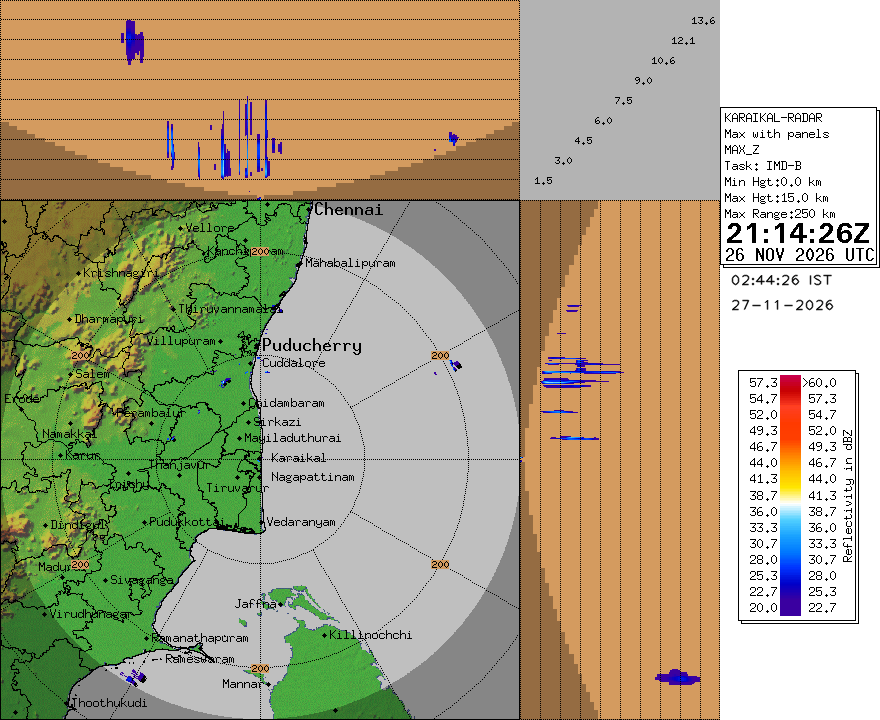 13.6
12.1
10.6
9.0
7.5
6.0
4.5
3.0
1.5
KARAIKAL-RADAR
Max with panels
MAX_Z
Task: IMD-B
Min Hgt:0.0 km
Max Hgt:15.0 km
Max Range:250 km
21:14:26Z
26 NOV 2026 UTC
02:44:26 IST
27-11-2026
Chennai
Vellore
200
Mahabalipuram
Krishnagiri
Thiruvannamalai
Dharmapuri
Villupuram
Puducherry
200
200
Cuddalore
Salem
Erode
Chidambaram
Perambalur
Sirkazi
Namakkal
Mayiladuthurai
Karur
Karaikal
Thanjavur
Nagapattinam
Tiruvarur
Dindigul
Pudukkottai
Vedaranyam
200
200
Sivaganga
Jaffna
Virudhunagar
Killinochchi
Ramanathapuram
Rameswaram
200
Mannar
Thoothukudi
57.3 >60.0
54.7 57.3
52.0 54.7
49.3 52.0
46.7 49.3
44.0 46.7
41.3 44.0
38.7 41.3
36.0 38.7
33.3 36.0
30.7 33.3
28.0 30.7
25.3 28.0
22.7 25.3
20.0 22.7
Reflectivity in dBZ